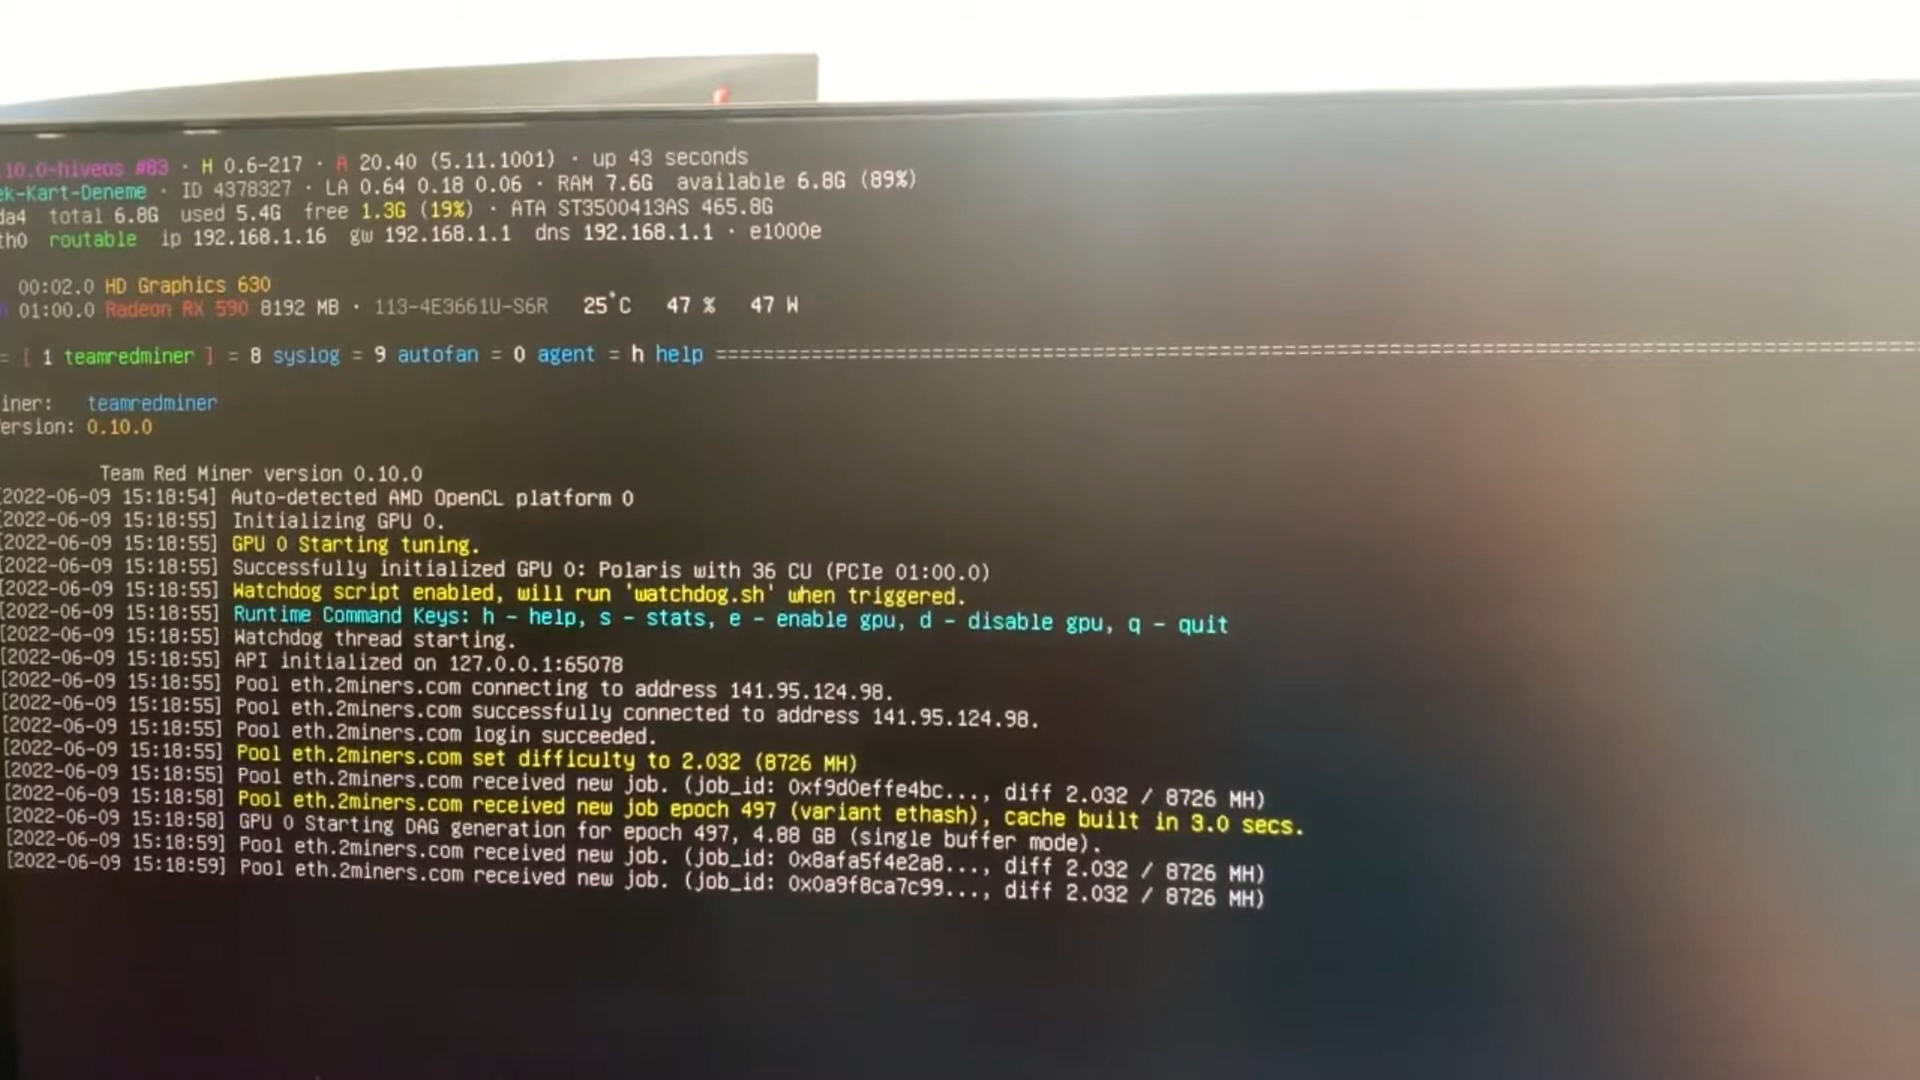 10.0-hiveos #83 · H 0.6-217 · A 20.40 (5.11.1001) · up 43 seconds
ek-Kart-Deneme · ID 4378327 · LA 0.64 0.18 0.06 · RAM 7.6G available 6.8G (89%)
da4 total 6.8G used 5.4G free 1.3G (19%) · ATA ST3500413AS 465.8G
th0 routable ip 192.168.1.16 gw 192.168.1.1 dns 192.168.1.1 · e1000e
00:02.0 HD Graphics 630
01:00.0 Radeon RX 590 8192 MB · 113-4E3661U-S6R 25°C 47 % 47 W
= [ 1 teamredminer ] = 8 syslog = 9 autofan = 0 agent = h help ==========
iner: teamredminer
ersion: 0.10.0
Team Red Miner version 0.10.0
[2022-06-09 15:18:54] Auto-detected AMD OpenCL platform 0
[2022-06-09 15:18:55] Initializing GPU 0.
[2022-06-09 15:18:55] GPU 0 Starting tuning.
[2022-06-09 15:18:55] Successfully initialized GPU 0: Polaris with 36 CU (PCIe 01:00.0)
[2022-06-09 15:18:55] Watchdog script enabled, will run 'watchdog.sh' when triggered.
[2022-06-09 15:18:55] Runtime Command Keys: h - help, s - stats, e - enable gpu, d - disable gpu, q - quit
[2022-06-09 15:18:55] Watchdog thread starting.
[2022-06-09 15:18:55] API initialized on 127.0.0.1:65078
[2022-06-09 15:18:55] Pool eth.2miners.com connecting to address 141.95.124.98.
[2022-06-09 15:18:55] Pool eth.2miners.com successfully connected to address 141.95.124.98.
[2022-06-09 15:18:55] Pool eth.2miners.com login succeeded.
[2022-06-09 15:18:55] Pool eth.2miners.com set difficulty to 2.032 (8726 MH)
[2022-06-09 15:18:55] Pool eth.2miners.com received new job. (job_id: 0xf9d0effe4bc..., diff 2.032 / 8726 MH)
[2022-06-09 15:18:58] Pool eth.2miners.com received new job epoch 497 (variant ethash), cache built in 3.0 secs.
[2022-06-09 15:18:58] GPU 0 Starting DAG generation for epoch 497, 4.88 GB (single buffer mode).
[2022-06-09 15:18:59] Pool eth.2miners.com received new job. (job_id: 0x8afa5f4e2a8..., diff 2.032 / 8726 MH)
[2022-06-09 15:18:59] Pool eth.2miners.com received new job. (job_id: 0x0a9f8ca7c99..., diff 2.032 / 8726 MH)